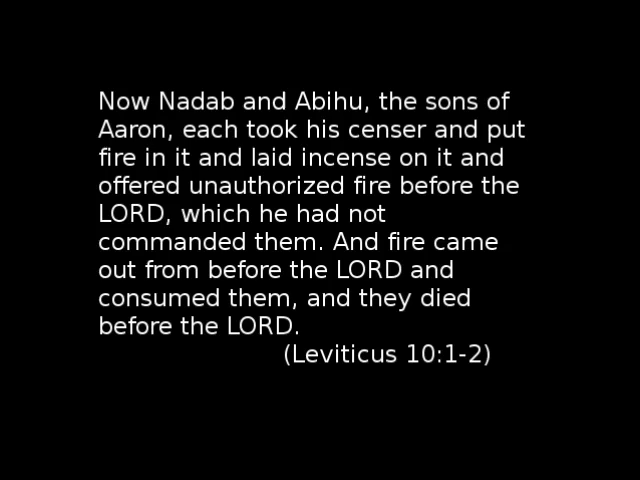 Now Nadab and Abihu, the sons of
Aaron, each took his censer and put
fire in it and laid incense on it and
offered unauthorized fire before the
LORD, which he had not
commanded them. And fire came
out from before the LORD and
consumed them, and they died
before the LORD.
(Leviticus 10:1-2)